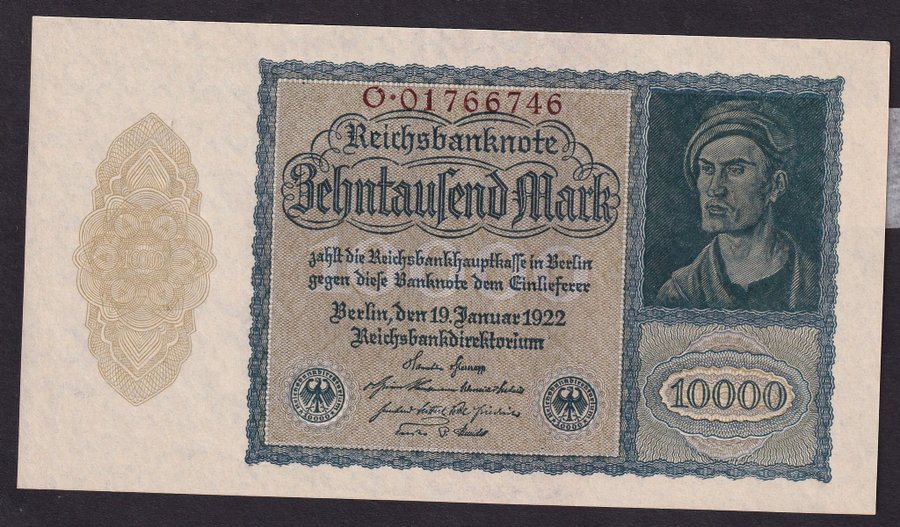 O·01766746
Reichsbanknote
Zehntausend Mark
zahlt die Reichsbankhauptkasse in Berlin
gegen diese Banknote dem Einlieferer
Berlin, den 19. Januar 1922
Reichsbankdirektorium
10000